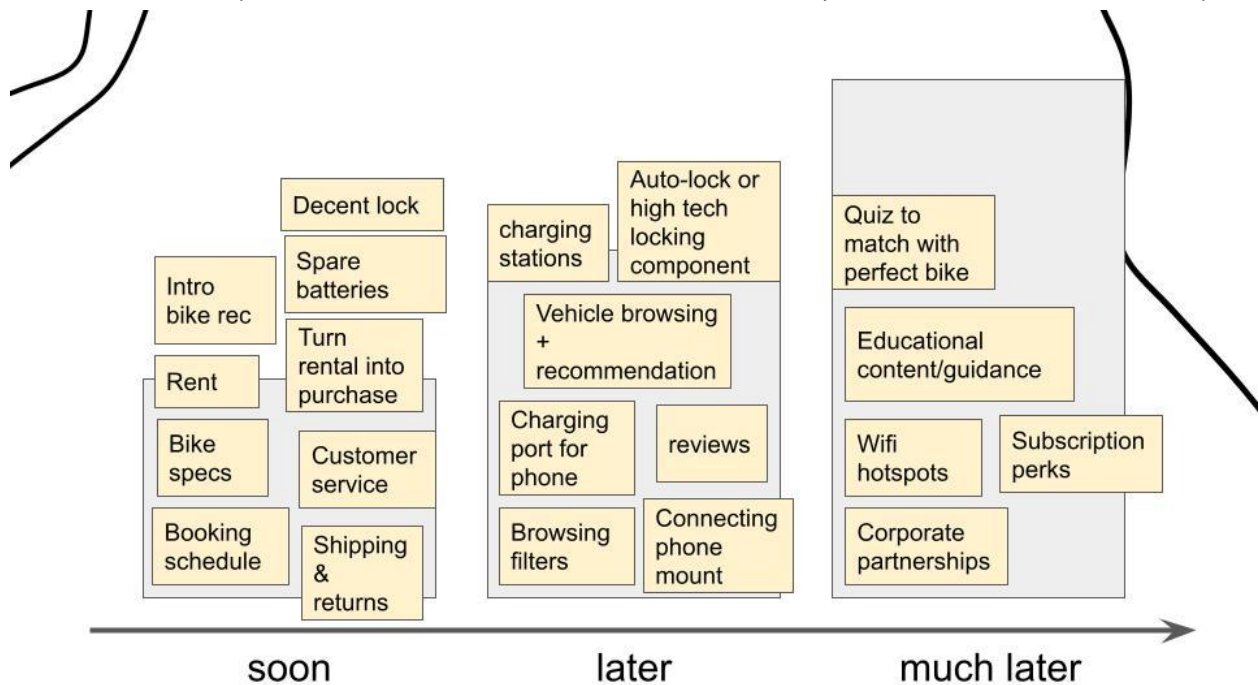 Decent lock
Spare
batteries
Intro
bike rec
Turn
rental into
purchase
Rent
Bike
specs
Customer
service
Booking
schedule
Shipping
&
returns
charging
stations
Auto-lock or
high tech
locking
component
Vehicle browsing
+
recommendation
Charging
port for
phone
reviews
Browsing
filters
Connecting
phone
mount
Quiz to
match with
perfect bike
Educational
content/guidance
Wifi
hotspots
Subscription
perks
Corporate
partnerships
soon
later
much later